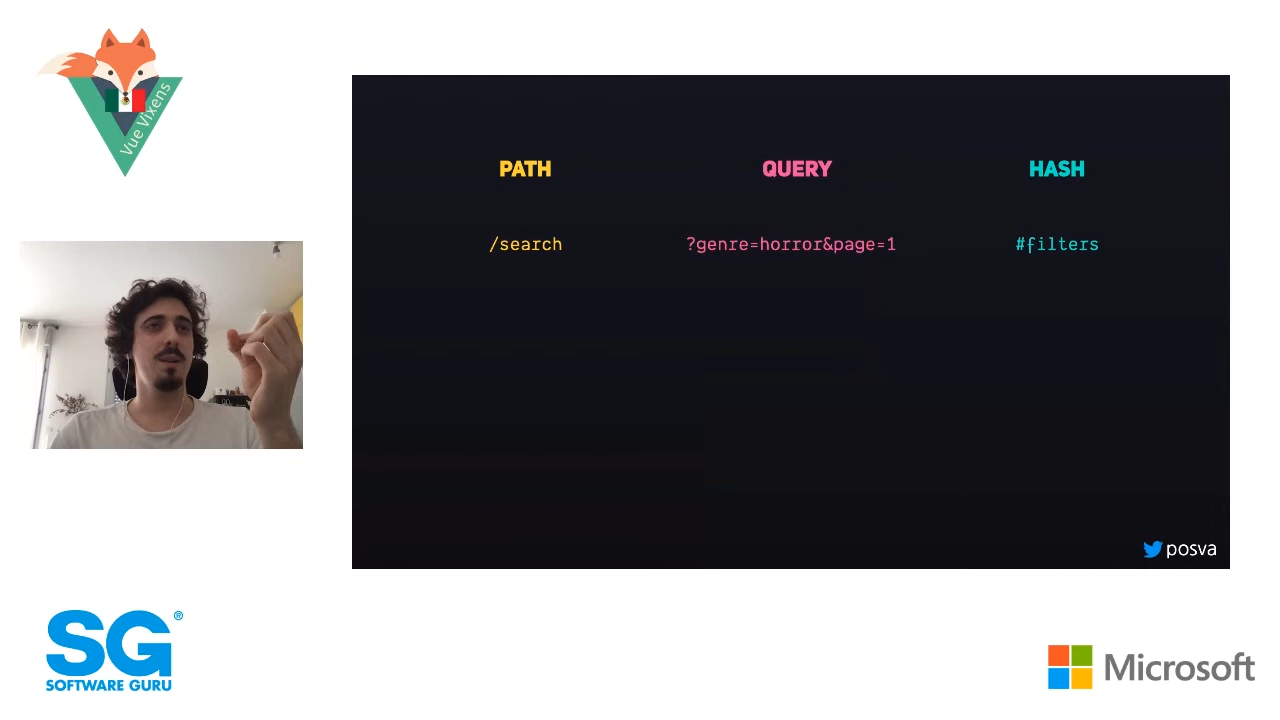 Vue Vixens
PATH QUERY HASH
/search ?genre=horror&page=1 #filters
posva
SG®
SOFTWARE GURU
Microsoft